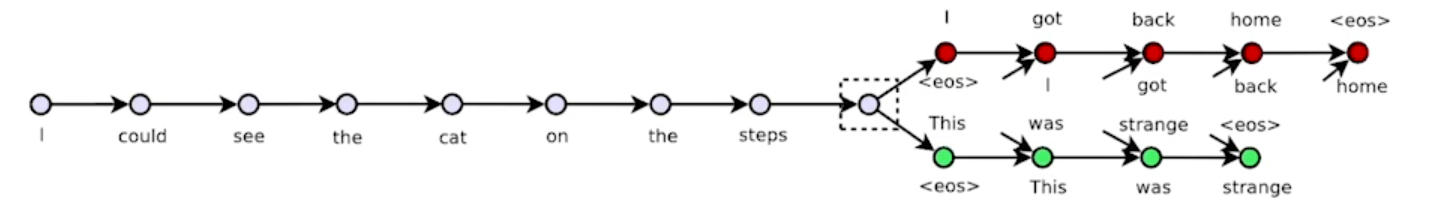 I got back home <eos>
<eos> I got back home
I could see the cat on the steps
This was strange <eos>
<eos> This was strange